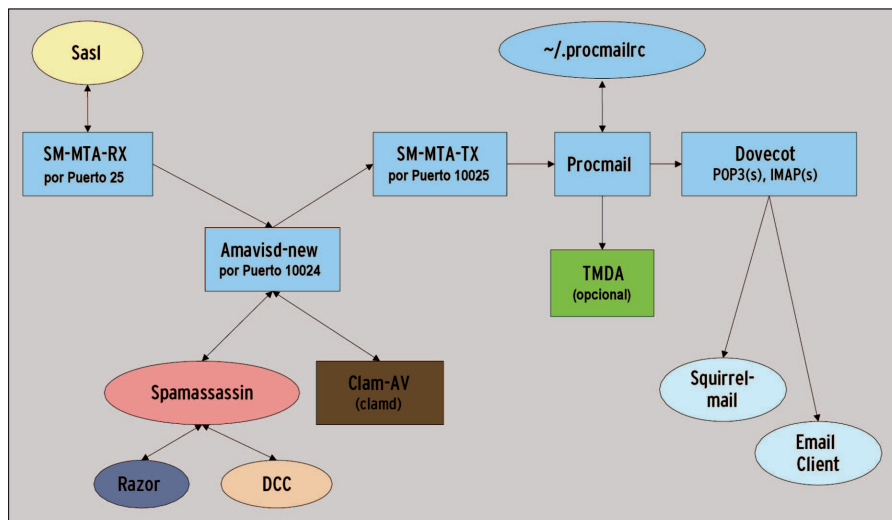 Sasl
~/.procmailrc
SM-MTA-RX
por Puerto 25
SM-MTA-TX
por Puerto 10025
Procmail
Dovecot
POP3(s), IMAP(s)
Amavisd-new
por Puerto 10024
TMDA
(opcional)
Spamassassin
Clam-AV
(clamd)
Squirrel-
mail
Email
Client
Razor
DCC